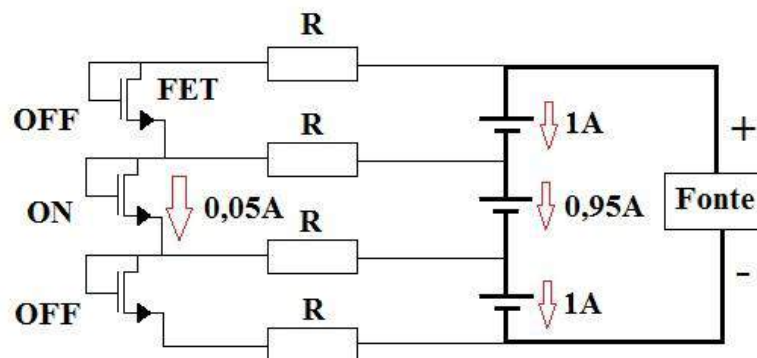 R
FET
OFF
1A
+
R
ON
0,05A
0,95A
Fonte
R
-
OFF
1A
R